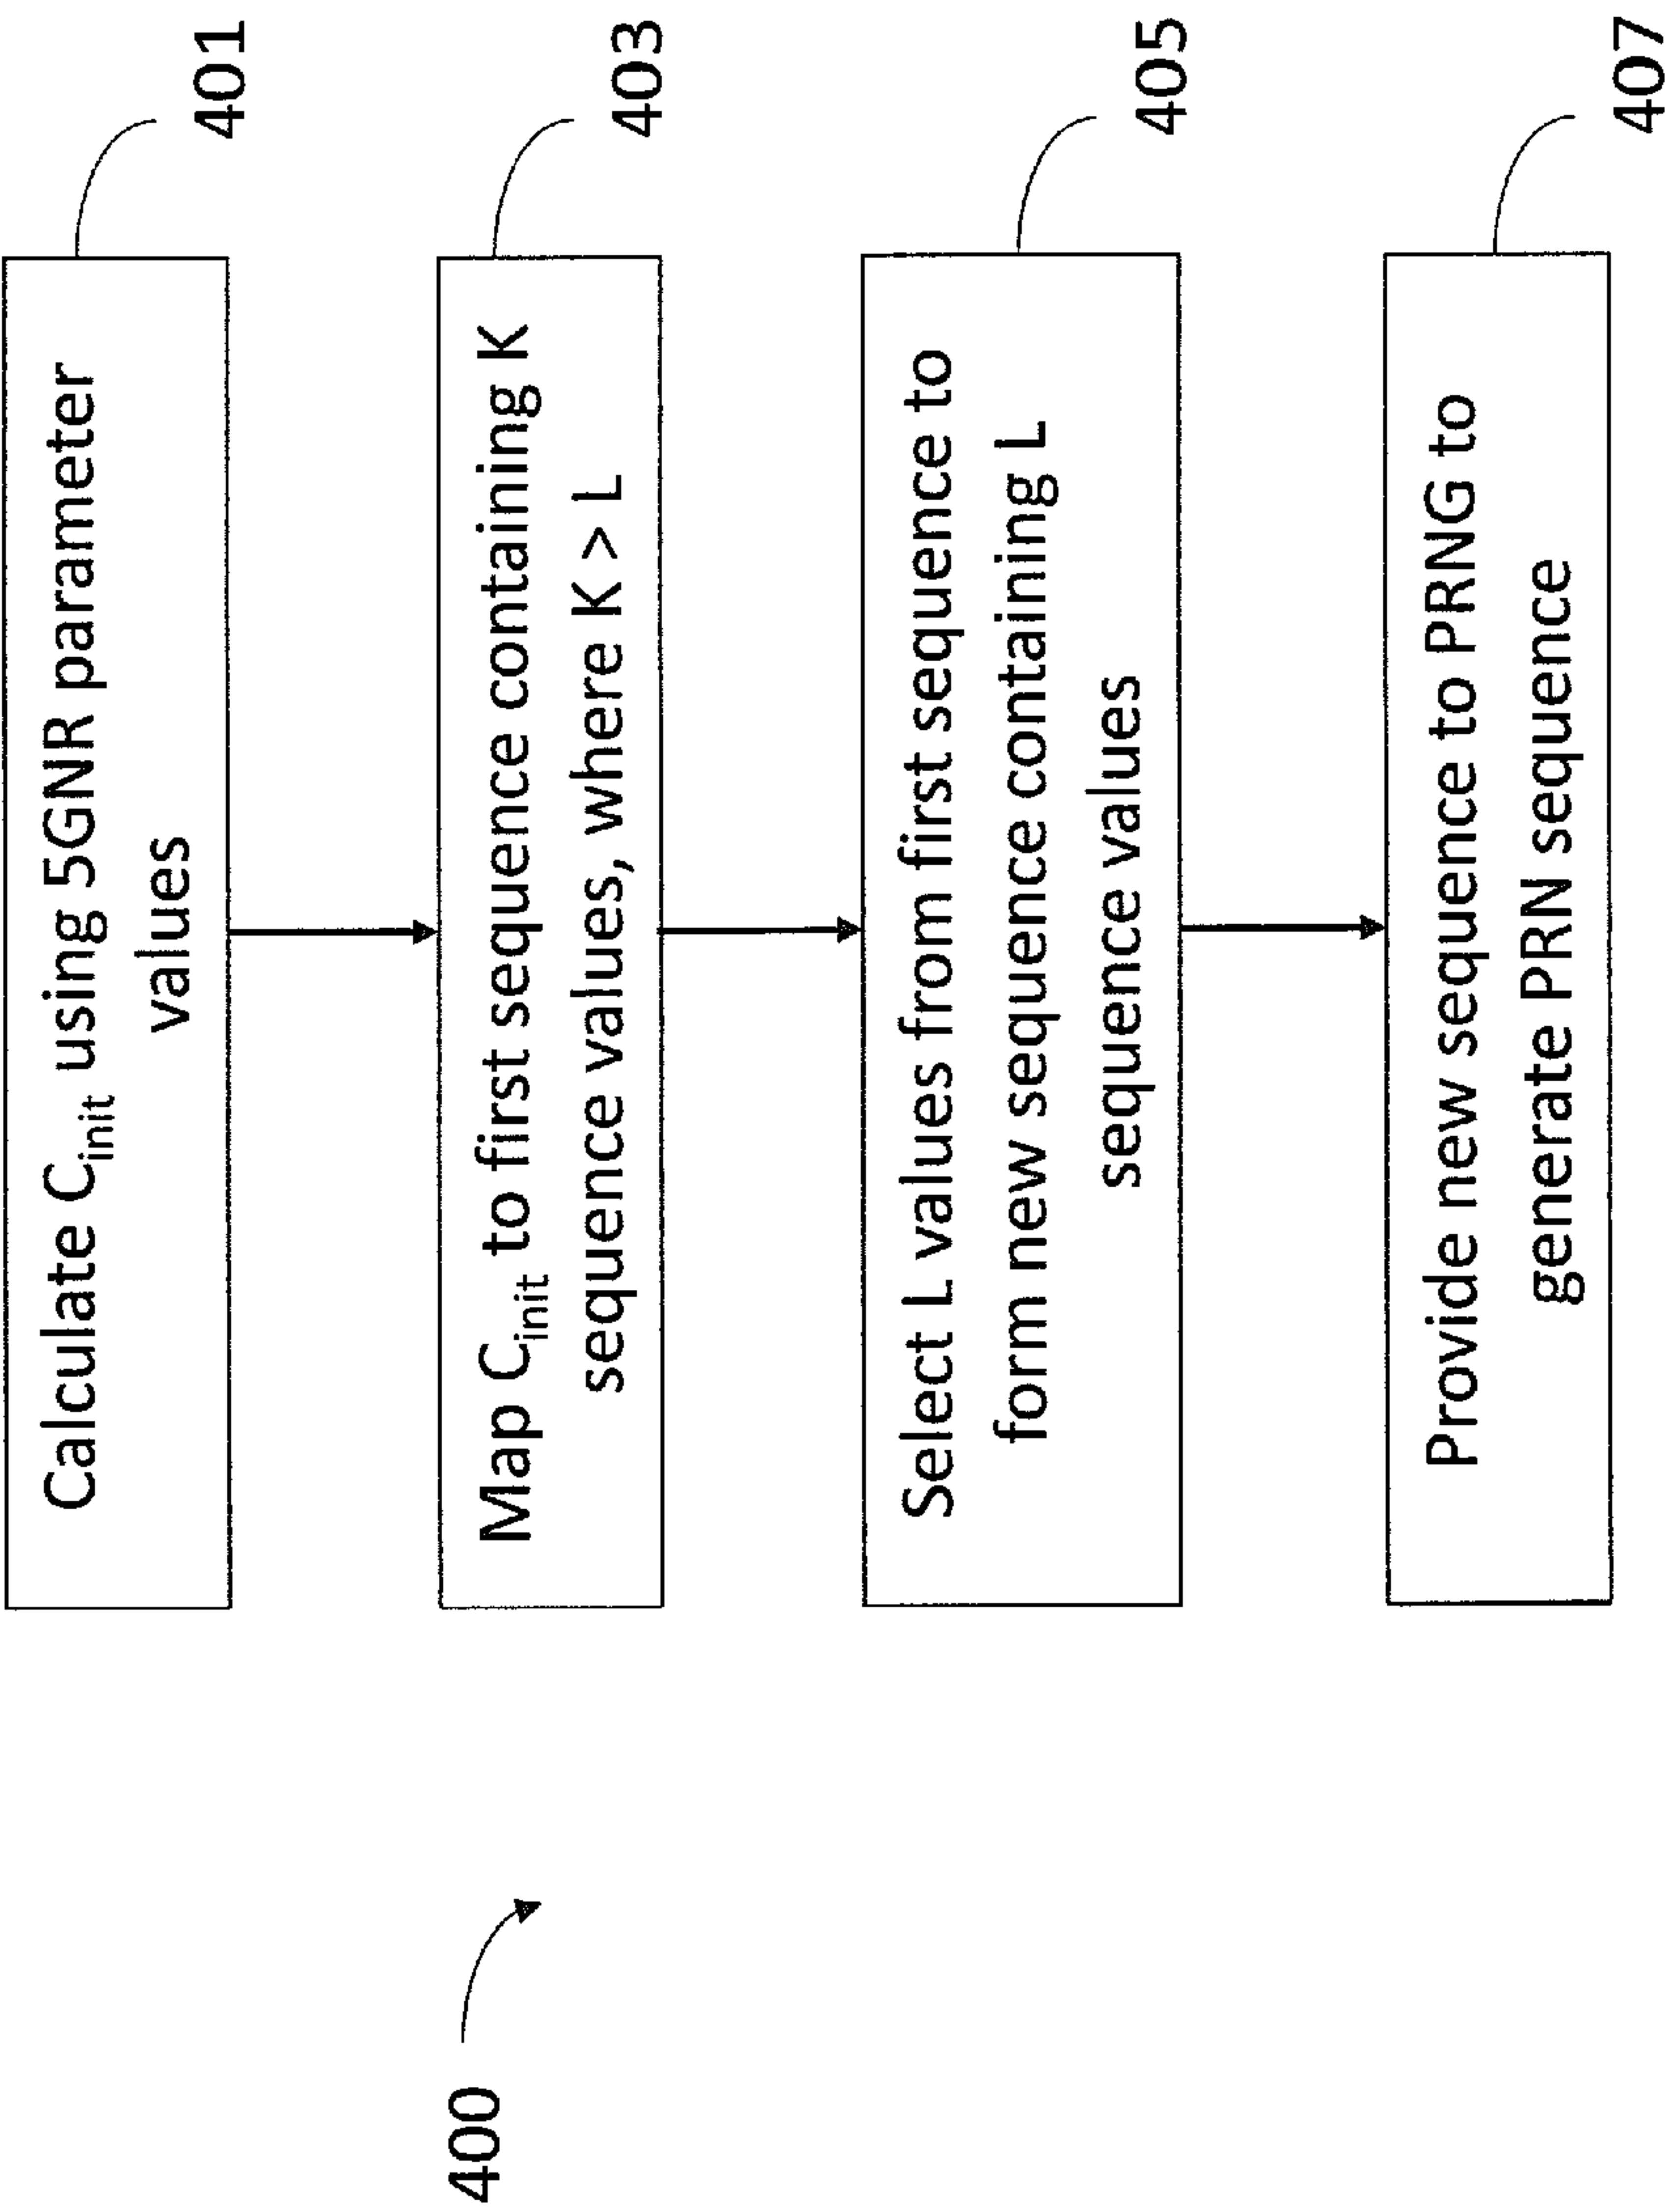 400
Calculate Cinit using 5GNR parameter
values
401
Map Cinit to first sequence containing K
sequence values, where K > L
403
Select L values from first sequence to
form new sequence containing L
sequence values
405
Provide new sequence to PRNG to
generate PRN sequence
407